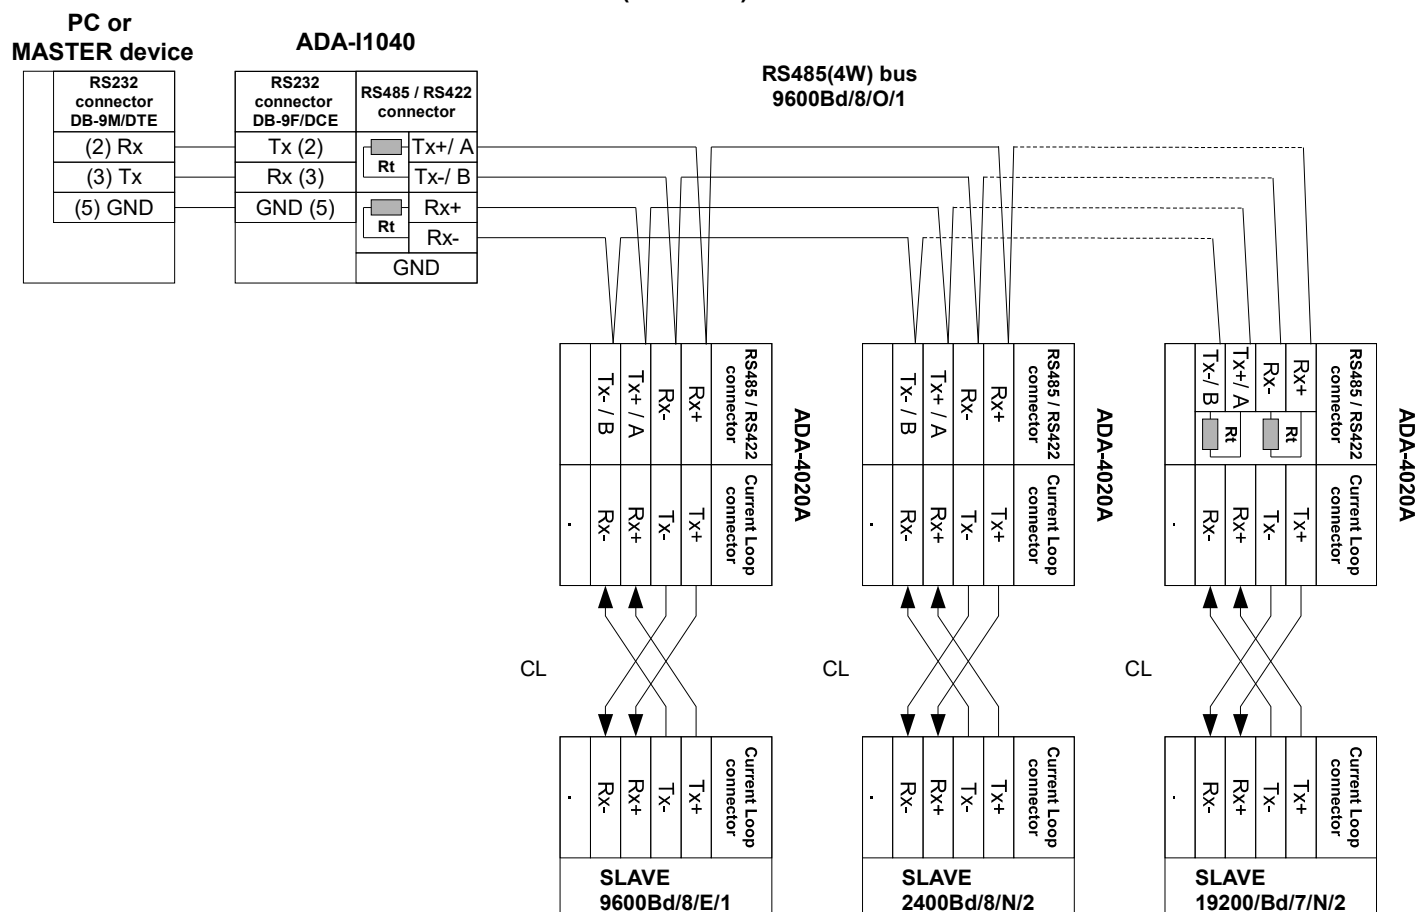 PC or
MASTER device
ADA-I1040
RS232
connector
DB-9M/DTE
(2) Rx
(3) Tx
(5) GND
RS232
connector
DB-9F/DCE
Tx (2)
Rx (3)
GND (5)
RS485 / RS422
connector
Rt
Tx+/ A
Tx-/ B
Rt
Rx+
Rx-
GND
RS485(4W) bus
9600Bd/8/O/1
Tx- / B
Tx+ / A
Rx-
Rx+
RS485 / RS422
connector
ADA-4020A
.
Rx-
Rx+
Tx-
Tx+
Current Loop
connector
CL
.
Rx-
Rx+
Tx-
Tx+
Current Loop
connector
SLAVE
9600Bd/8/E/1
Tx- / B
Tx+ / A
Rx-
Rx+
RS485 / RS422
connector
ADA-4020A
.
Rx-
Rx+
Tx-
Tx+
Current Loop
connector
CL
.
Rx-
Rx+
Tx-
Tx+
Current Loop
connector
SLAVE
2400Bd/8/N/2
Tx-/ B
Tx+/ A
Rx-
Rx+
Rt
Rt
RS485 / RS422
connector
ADA-4020A
.
Rx-
Rx+
Tx-
Tx+
Current Loop
connector
CL
.
Rx-
Rx+
Tx-
Tx+
Current Loop
connector
SLAVE
19200/Bd/7/N/2